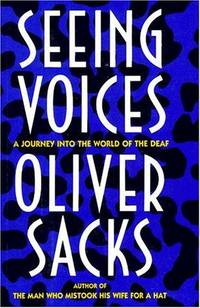 SEEING
VOICES
A JOURNEY INTO THE WORLD OF THE DEAF
OLIVER
SACKS
AUTHOR OF
THE MAN WHO MISTOOK HIS WIFE FOR A HAT